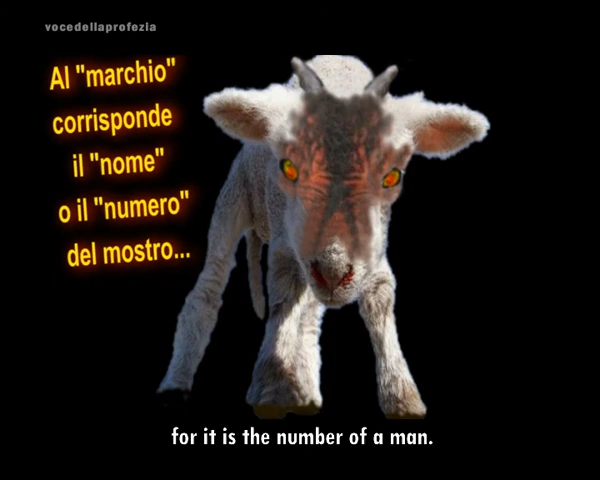 vocedellaprofezia
Al "marchio"
corrisponde
il "nome"
o il "numero"
del mostro...
for it is the number of a man.